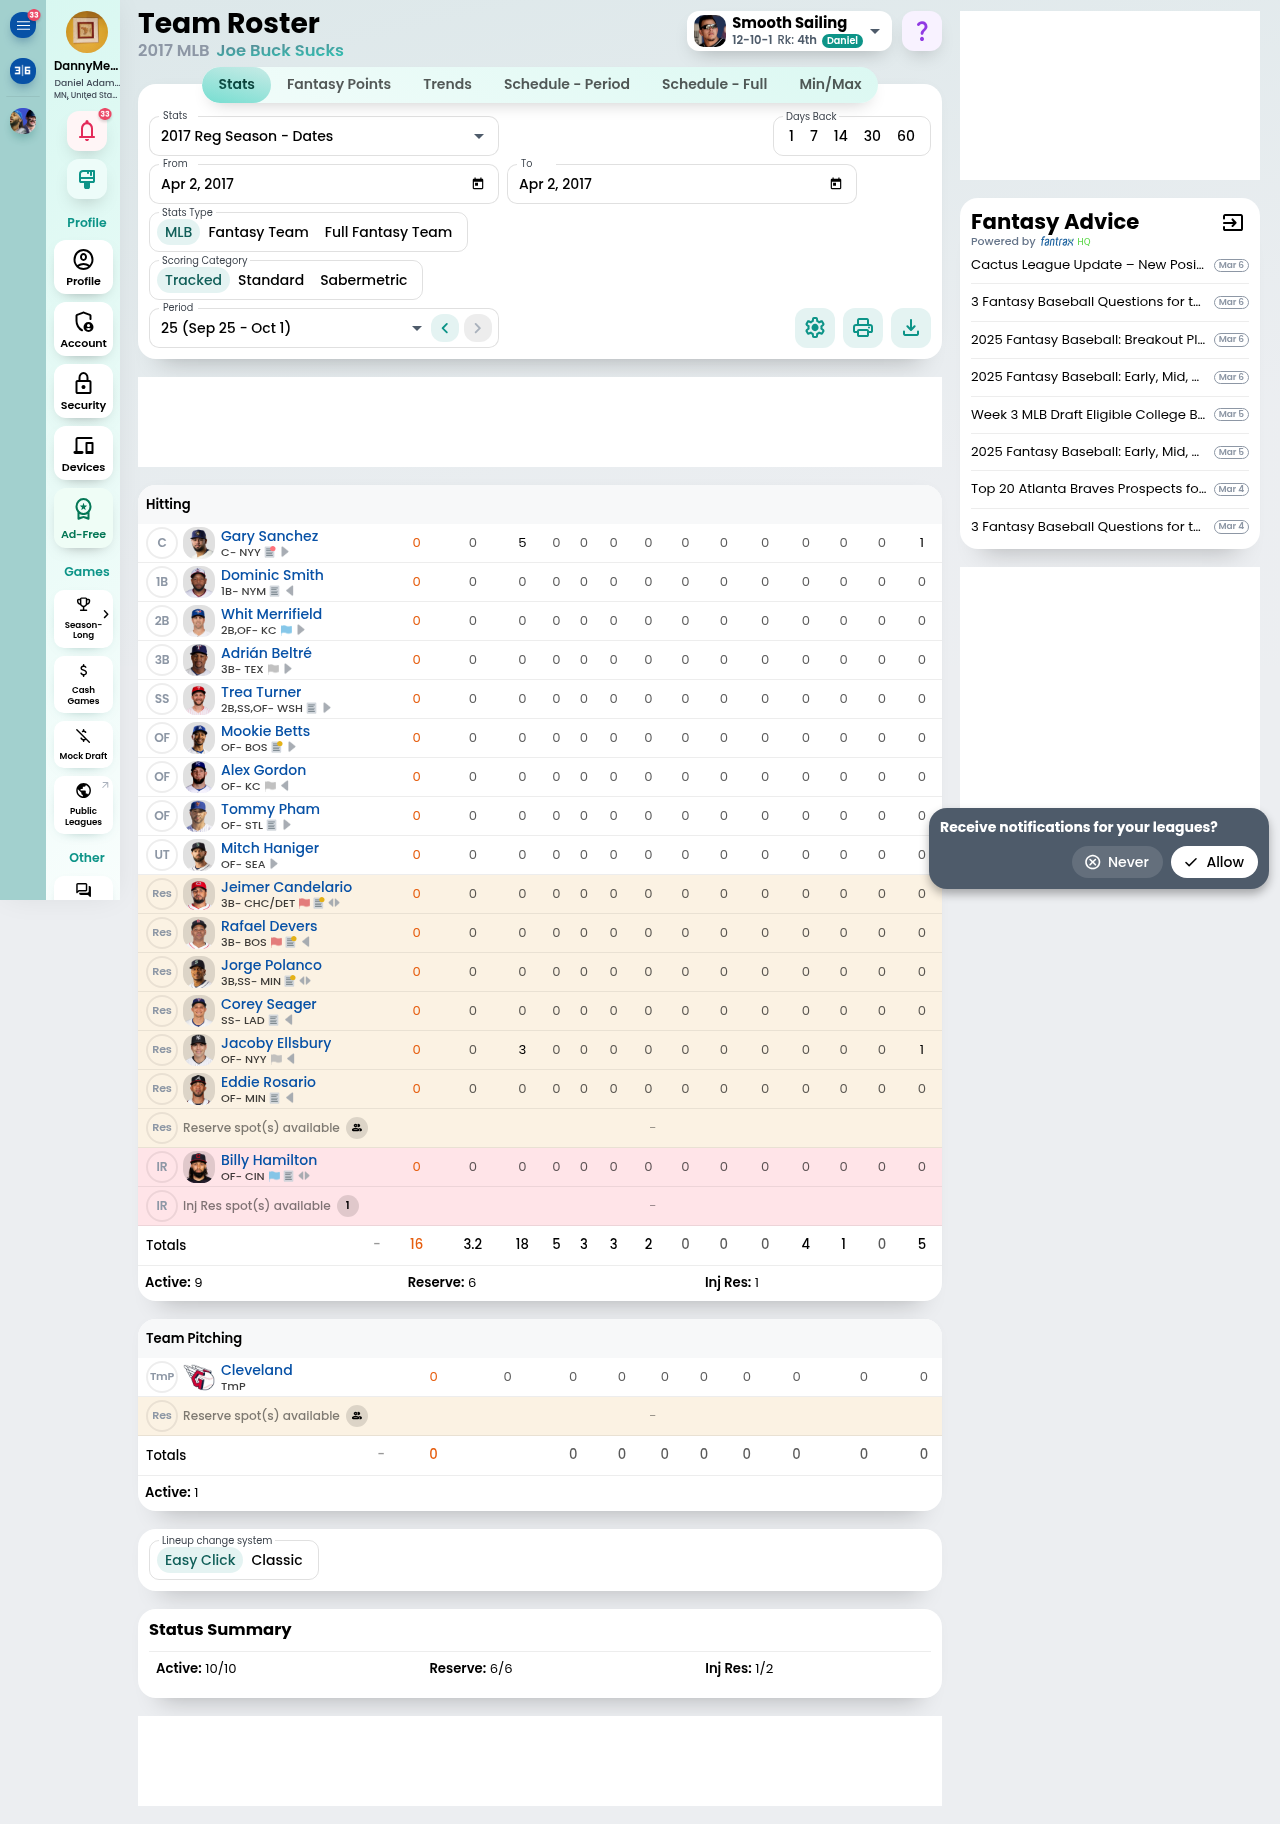 33
DannyMe...
Daniel Adam...
MN, United Sta...
33
Profile
Profile
Account
Security
Devices
Ad-Free
Games
Season-
Long
Cash
Games
Mock Draft
Public
Leagues
Other
Team Roster
2017 MLB Joe Buck Sucks
Smooth Sailing
12-10-1 Rk: 4th Daniel
?
Stats Fantasy Points Trends Schedule - Period Schedule - Full Min/Max
Stats
2017 Reg Season - Dates
Days Back
1 7 14 30 60
From
Apr 2, 2017
To
Apr 2, 2017
Stats Type
MLB Fantasy Team Full Fantasy Team
Scoring Category
Tracked Standard Sabermetric
Period
25 (Sep 25 - Oct 1)
Hitting
C Gary Sanchez 0 0 5 0 0 0 0 0 0 0 0 0 0 1
C- NYY
1B Dominic Smith 0 0 0 0 0 0 0 0 0 0 0 0 0 0
1B- NYM
2B Whit Merrifield 0 0 0 0 0 0 0 0 0 0 0 0 0 0
2B,OF- KC
3B Adrián Beltré 0 0 0 0 0 0 0 0 0 0 0 0 0 0
3B- TEX
SS Trea Turner 0 0 0 0 0 0 0 0 0 0 0 0 0 0
2B,SS,OF- WSH
OF Mookie Betts 0 0 0 0 0 0 0 0 0 0 0 0 0 0
OF- BOS
OF Alex Gordon 0 0 0 0 0 0 0 0 0 0 0 0 0 0
OF- KC
OF Tommy Pham 0 0 0 0 0 0 0 0 0 0 0 0 0 0
OF- STL
UT Mitch Haniger 0 0 0 0 0 0 0 0 0 0 0 0 0 0
OF- SEA
Res Jeimer Candelario 0 0 0 0 0 0 0 0 0 0 0 0 0 0
3B- CHC/DET
Res Rafael Devers 0 0 0 0 0 0 0 0 0 0 0 0 0 0
3B- BOS
Res Jorge Polanco 0 0 0 0 0 0 0 0 0 0 0 0 0 0
3B,SS- MIN
Res Corey Seager 0 0 0 0 0 0 0 0 0 0 0 0 0 0
SS- LAD
Res Jacoby Ellsbury 0 0 3 0 0 0 0 0 0 0 0 0 0 1
OF- NYY
Res Eddie Rosario 0 0 0 0 0 0 0 0 0 0 0 0 0 0
OF- MIN
Res Reserve spot(s) available -
IR Billy Hamilton 0 0 0 0 0 0 0 0 0 0 0 0 0 0
OF- CIN
IR Inj Res spot(s) available 1 -
Totals - 16 3.2 18 5 3 3 2 0 0 0 4 1 0 5
Active: 9 Reserve: 6 Inj Res: 1
Team Pitching
TmP Cleveland 0 0 0 0 0 0 0 0 0 0
TmP
Res Reserve spot(s) available -
Totals - 0 0 0 0 0 0 0 0 0
Active: 1
Lineup change system
Easy Click Classic
Status Summary
Active: 10/10 Reserve: 6/6 Inj Res: 1/2
Fantasy Advice
Powered by fantrax HQ
Cactus League Update – New Posi... Mar 6
3 Fantasy Baseball Questions for t... Mar 6
2025 Fantasy Baseball: Breakout Pl... Mar 6
2025 Fantasy Baseball: Early, Mid, ... Mar 6
Week 3 MLB Draft Eligible College B... Mar 5
2025 Fantasy Baseball: Early, Mid, ... Mar 5
Top 20 Atlanta Braves Prospects fo... Mar 4
3 Fantasy Baseball Questions for t... Mar 4
Receive notifications for your leagues?
Never Allow